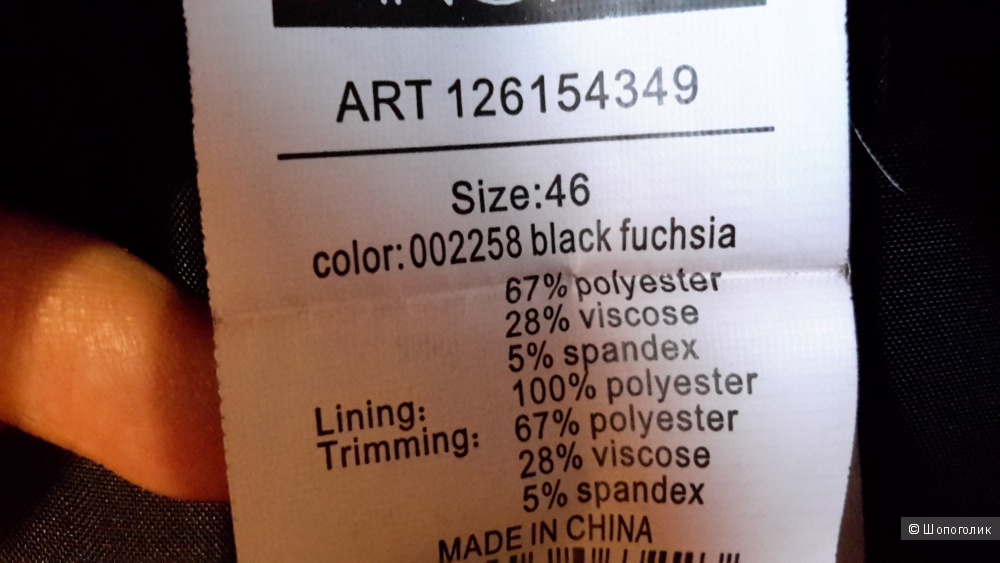 ART 126154349
Size:46
color:002258 black fuchsia
67% polyester
28% viscose
5% spandex
Lining: 100% polyester
Trimming: 67% polyester
28% viscose
5% spandex
MADE IN CHINA
© Шопоголик